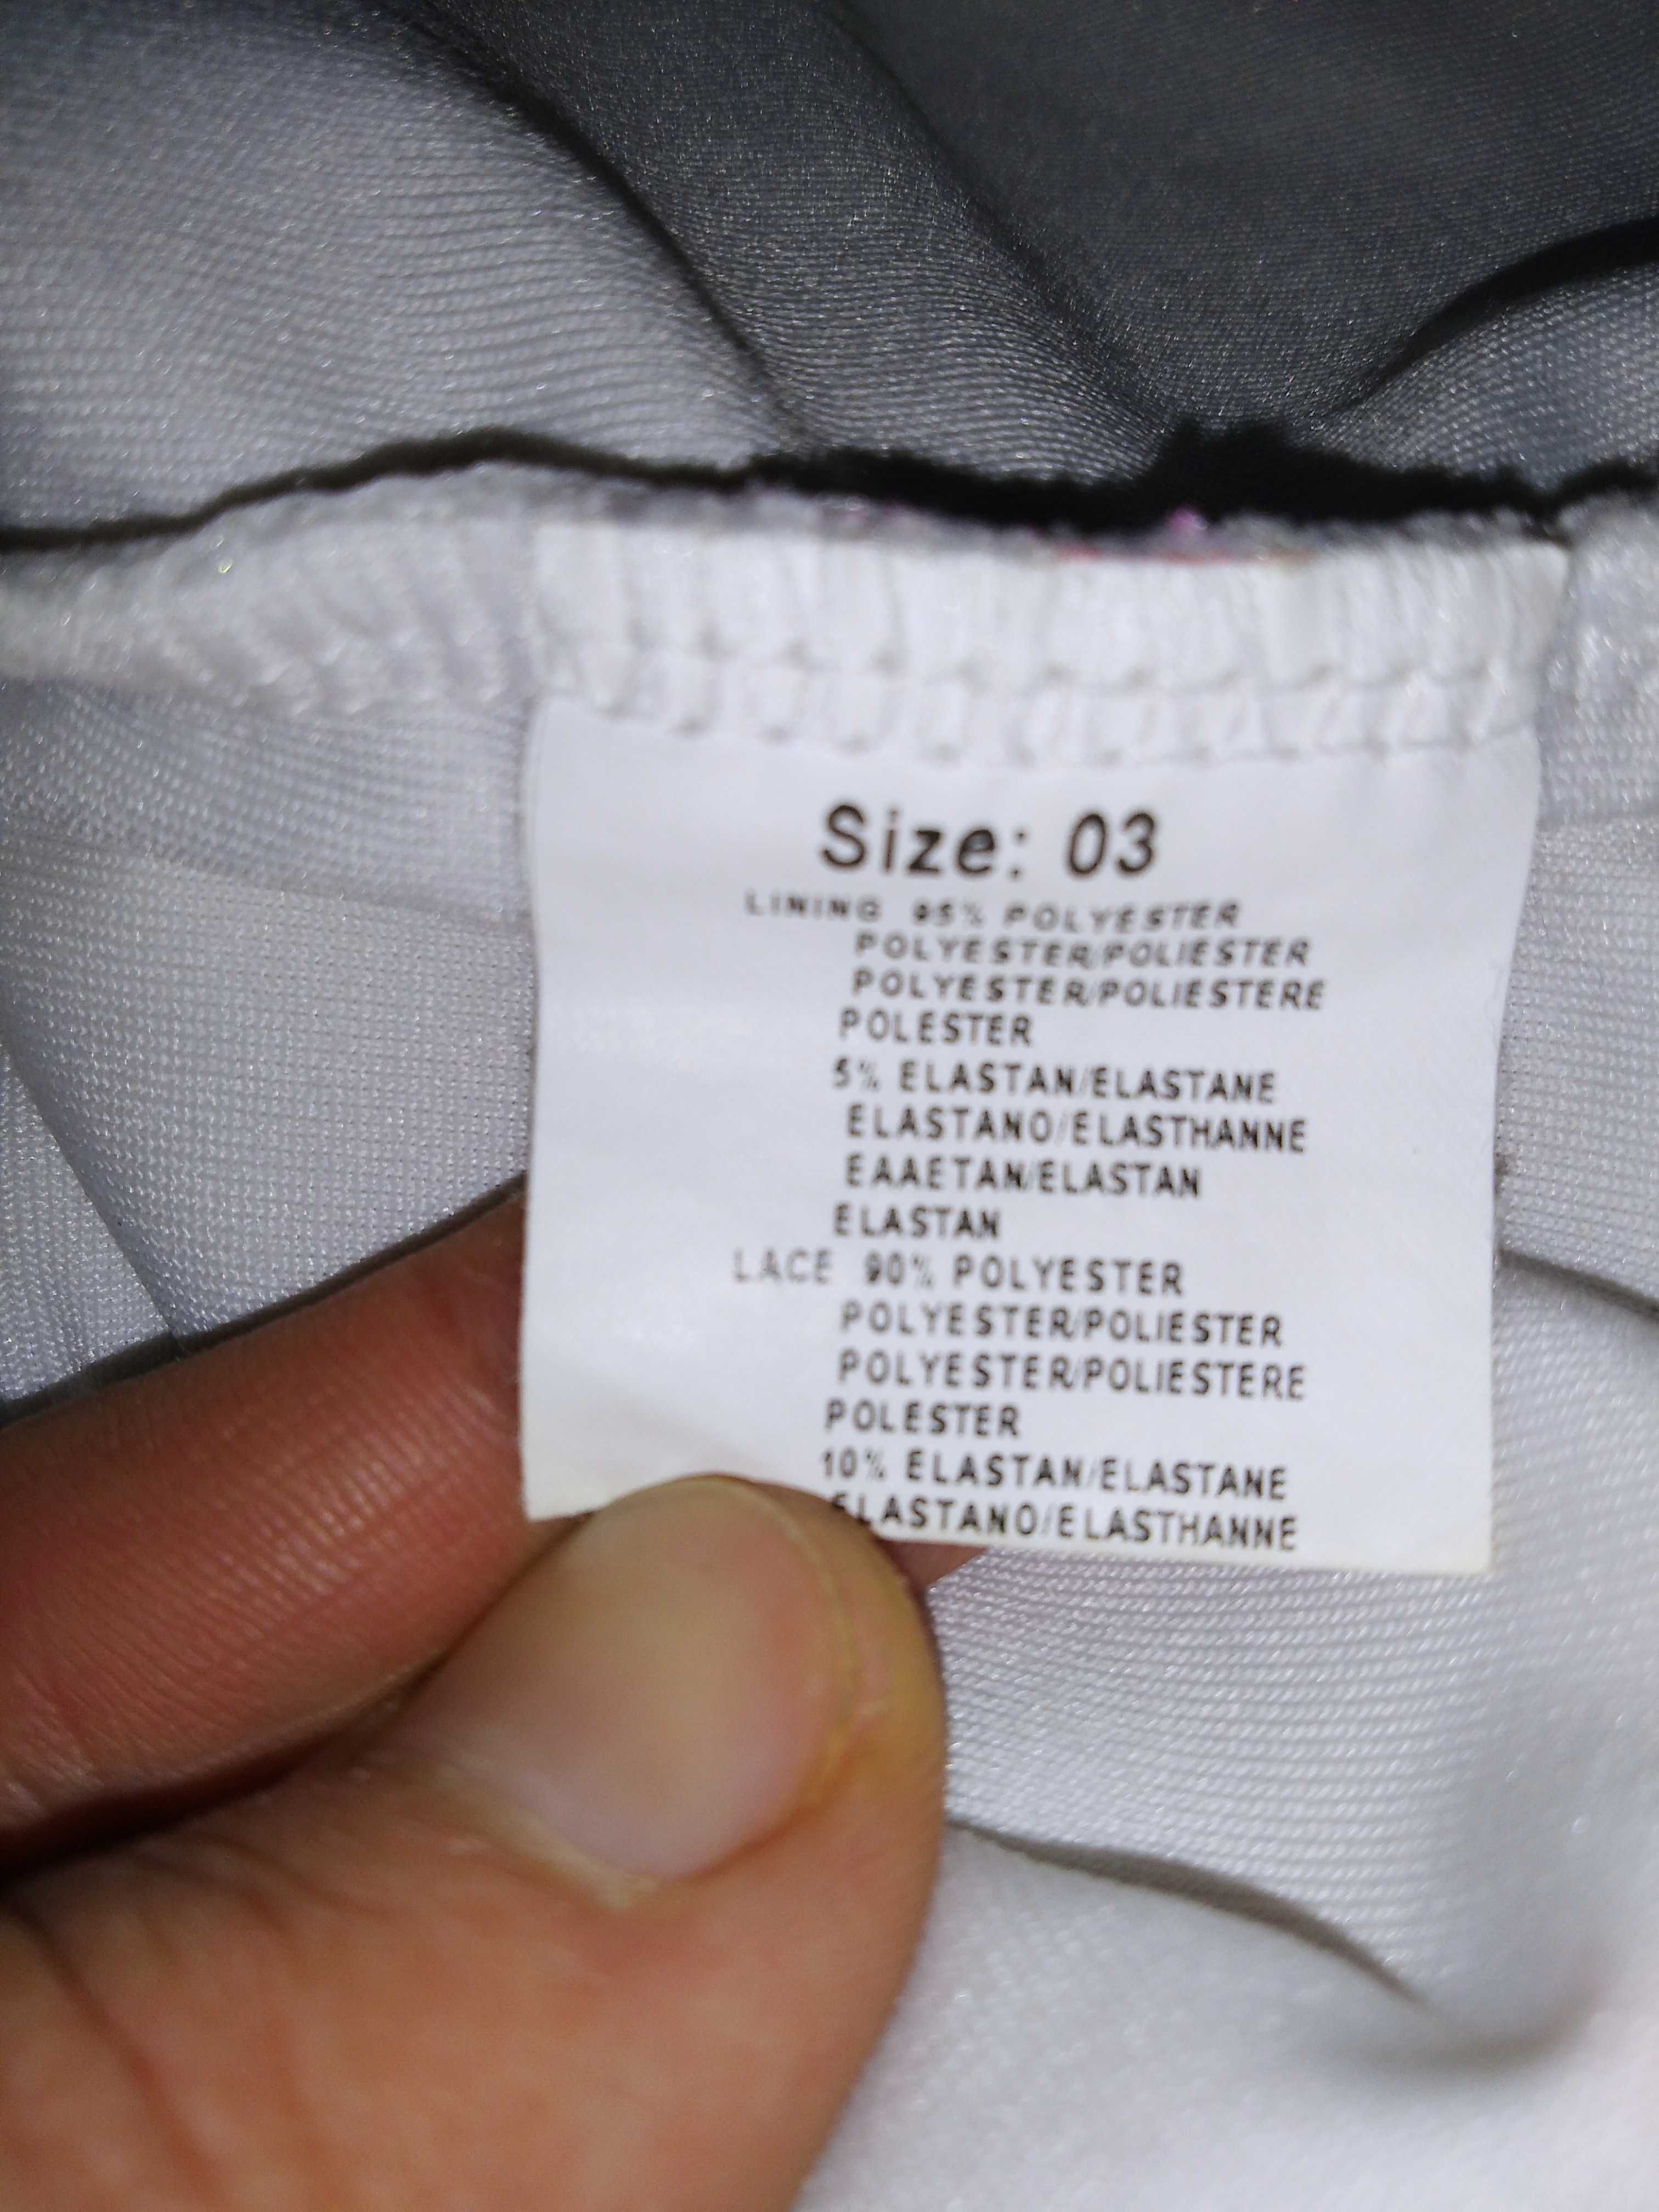 Size: 03
LINING 95% POLYESTER
POLYESTER/POLIESTER
POLYESTER/POLIESTERE
POLESTER
5% ELASTAN/ELASTANE
ELASTANO/ELASTHANNE
EAAETAN/ELASTAN
ELASTAN
LACE 90% POLYESTER
POLYESTER/POLIESTER
POLYESTER/POLIESTERE
POLESTER
10% ELASTAN/ELASTANE
ELASTANO/ELASTHANNE